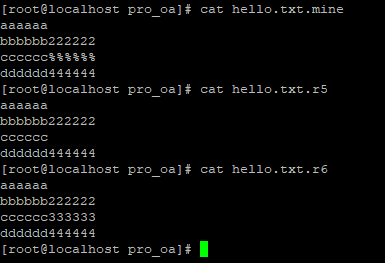 [root@localhost pro_oa]# cat hello.txt.mine
aaaaaa
bbbbbb222222
cccccc%%%%%%
dddddd444444
[root@localhost pro_oa]# cat hello.txt.r5
aaaaaa
bbbbbb222222
cccccc
dddddd444444
[root@localhost pro_oa]# cat hello.txt.r6
aaaaaa
bbbbbb222222
cccccc333333
dddddd444444
[root@localhost pro_oa]#